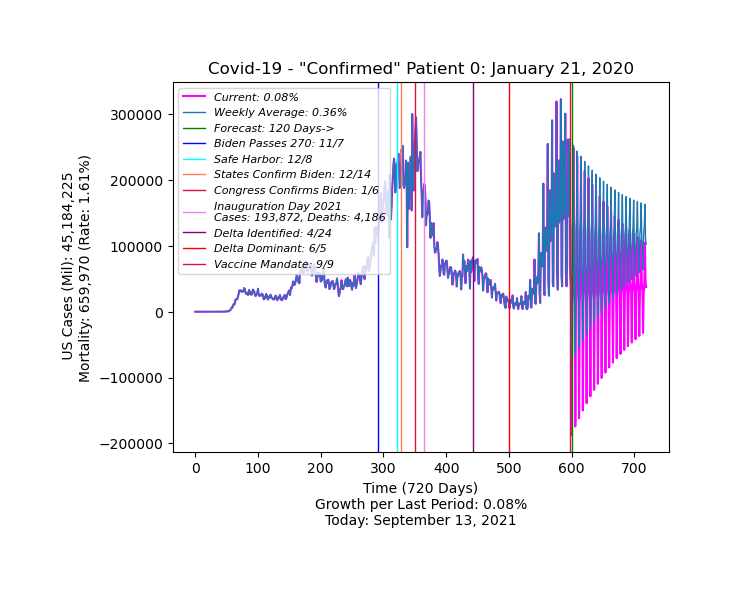 Covid-19 - "Confirmed" Patient 0: January 21, 2020
Current: 0.08%
Weekly Average: 0.36%
Forecast: 120 Days->
Biden Passes 270: 11/7
Safe Harbor: 12/8
States Confirm Biden: 12/14
Congress Confirms Biden: 1/6
Inauguration Day 2021
Cases: 193,872, Deaths: 4,186
Delta Identified: 4/24
Delta Dominant: 6/5
Vaccine Mandate: 9/9
300000
200000
100000
0
−100000
−200000
US Cases (Mil): 45,184,225
Mortality: 659,970 (Rate: 1.61%)
0 100 200 300 400 500 600 700
Time (720 Days)
Growth per Last Period: 0.08%
Today: September 13, 2021